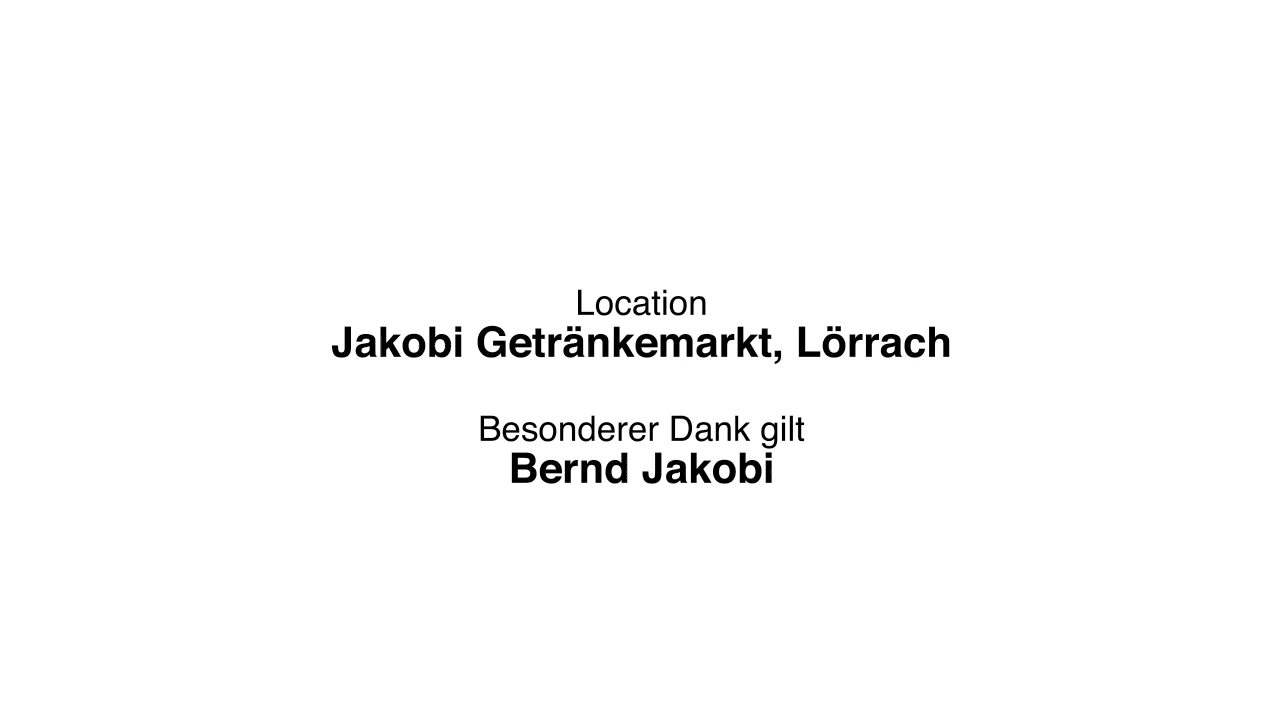 Location
Jakobi Getränkemarkt, Lörrach
Besonderer Dank gilt
Bernd Jakobi